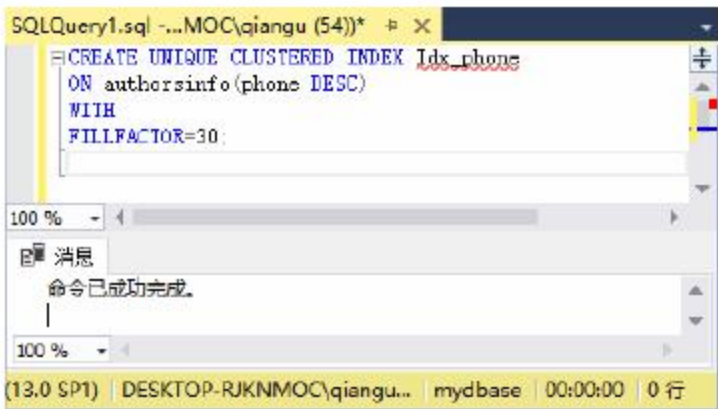 SQLQuery1.sql -...MOC\qiangu (54))*
CREATE UNIQUE CLUSTERED INDEX Idx_phone
ON authorsinfo(phone DESC)
WITH
FILLFACTOR=30;
100 %
消息
命令已成功完成。
100 %
(13.0 SP1) DESKTOP-RJKNMOC\qiangu... mydbase 00:00:00 0 行